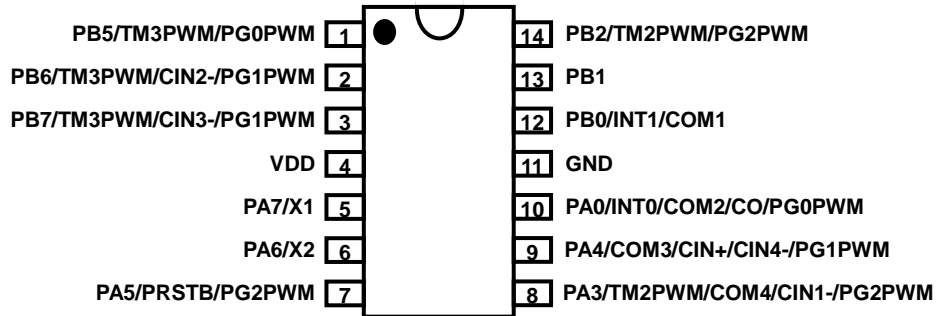 PB5/TM3PWM/PG0PWM 1 14 PB2/TM2PWM/PG2PWM
PB6/TM3PWM/CIN2-/PG1PWM 2 13 PB1
PB7/TM3PWM/CIN3-/PG1PWM 3 12 PB0/INT1/COM1
VDD 4 11 GND
PA7/X1 5 10 PA0/INT0/COM2/CO/PG0PWM
PA6/X2 6 9 PA4/COM3/CIN+/CIN4-/PG1PWM
PA5/PRSTB/PG2PWM 7 8 PA3/TM2PWM/COM4/CIN1-/PG2PWM